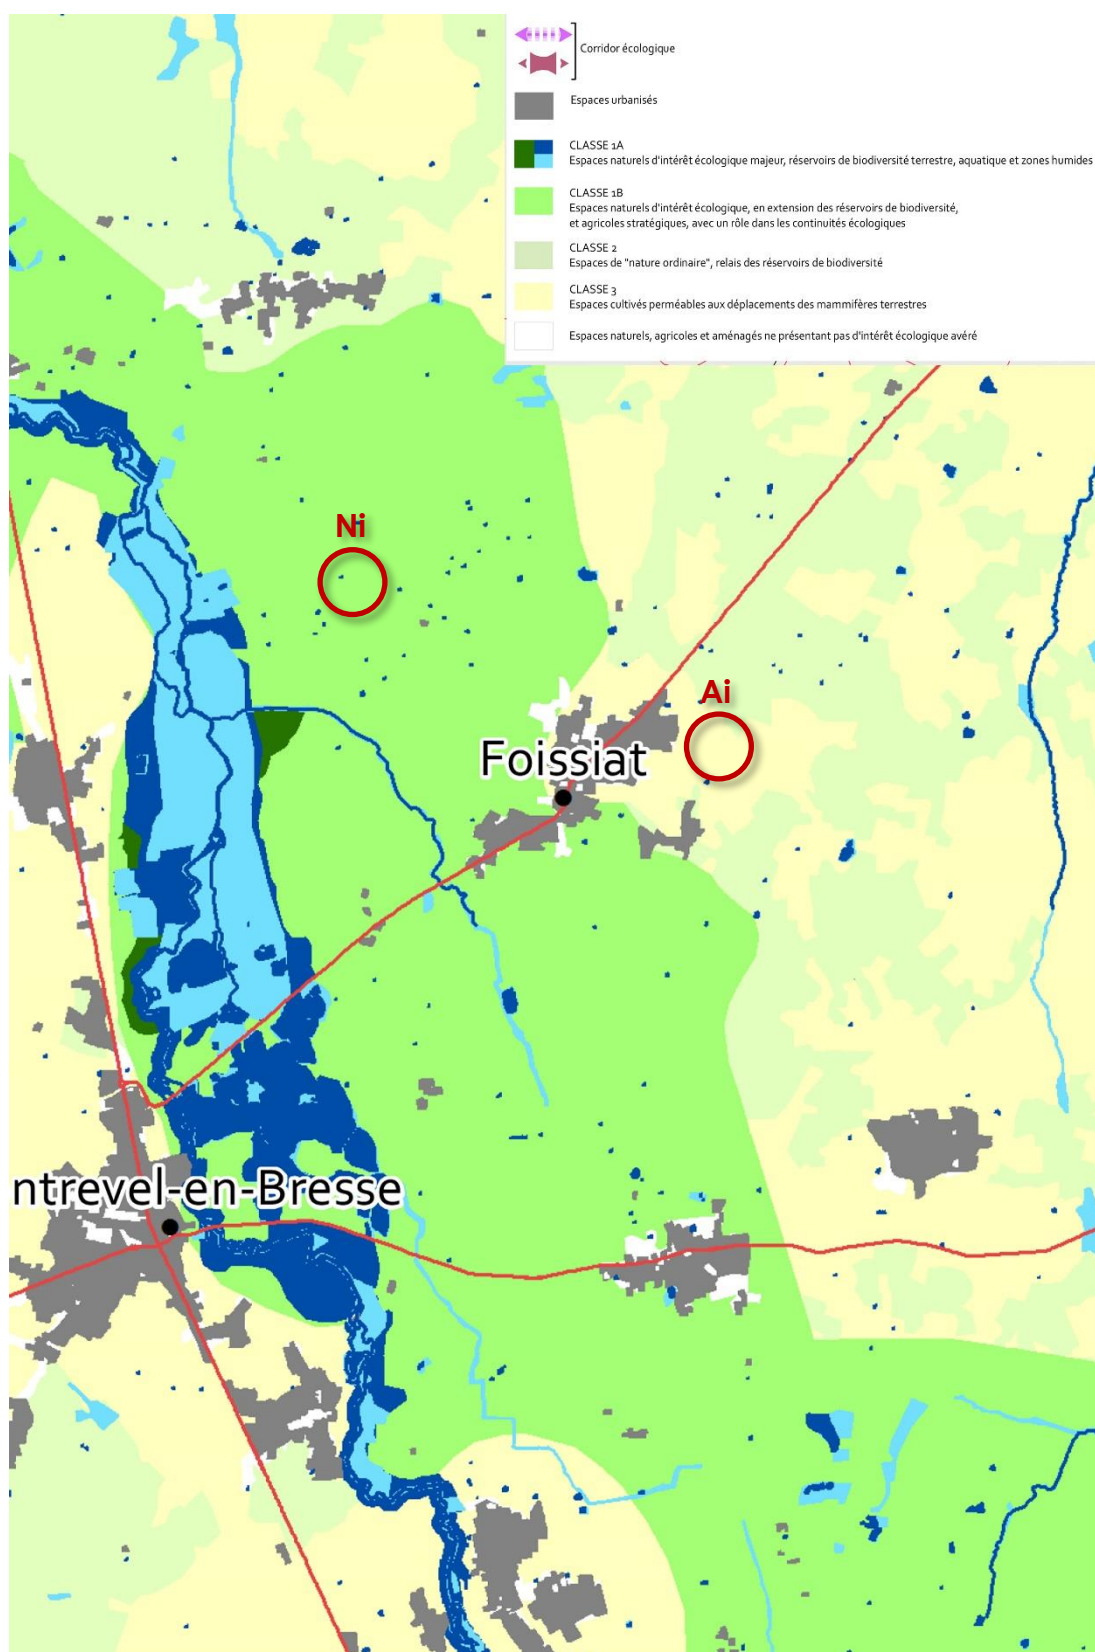 Corridor écologique
Espaces urbanisés
CLASSE 1A
Espaces naturels d'intérêt écologique majeur, réservoirs de biodiversité terrestre, aquatique et zones humides
CLASSE 1B
Espaces naturels d'intérêt écologique, en extension des réservoirs de biodiversité,
et agricoles stratégiques, avec un rôle dans les continuités écologiques
CLASSE 2
Espaces de "nature ordinaire", relais des réservoirs de biodiversité
CLASSE 3
Espaces cultivés perméables aux déplacements des mammifères terrestres
Espaces naturels, agricoles et aménagés ne présentant pas d'intérêt écologique avéré
Ni
Ai
Foissiat
ntrevel-en-Bresse